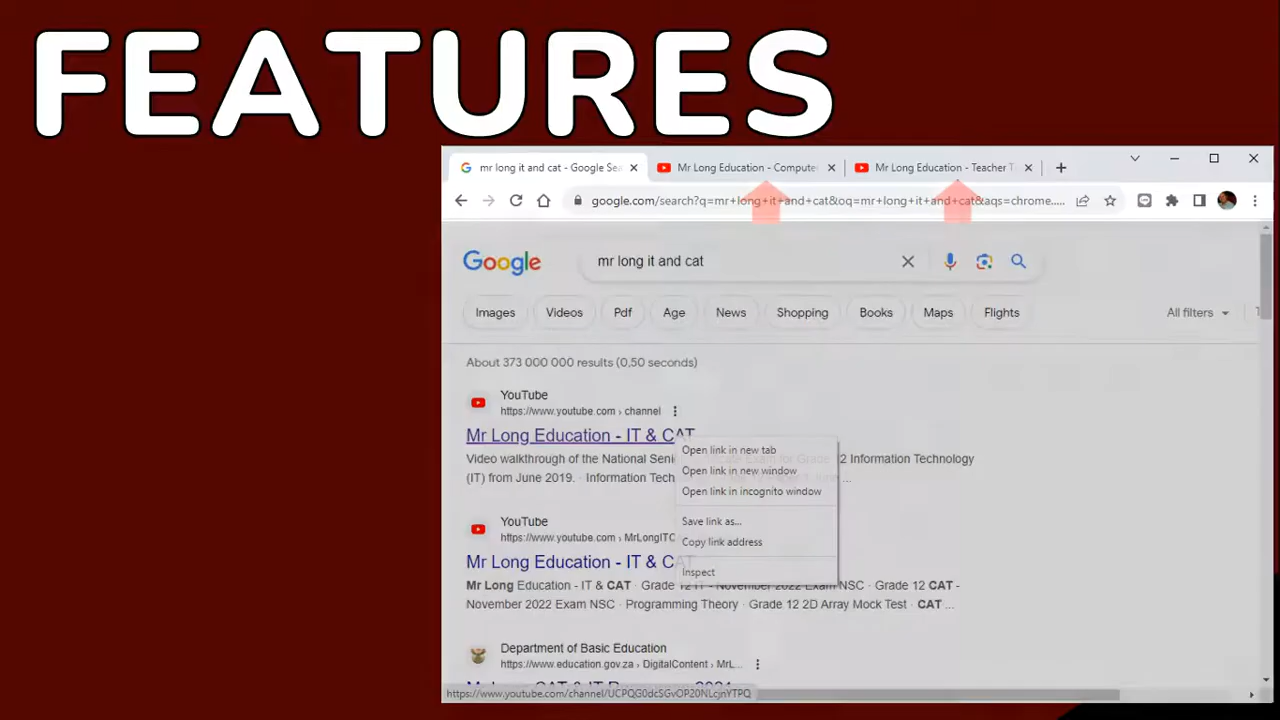 FEATURES
mr long it and cat - Google Sea
Mr Long Education - Compute
Mr Long Education - Teacher T
google.com/search?q=mr+long+it+and+cat&oq=mr+long+it+and+cat&aqs=chrome.....
Google
mr long it and cat
Images
Videos
Pdf
Age
News
Shopping
Books
Maps
Flights
All filters
About 373 000 000 results (0,50 seconds)
YouTube
https://www.youtube.com › channel
Mr Long Education - IT & CAT
Video walkthrough of the National Seni
12 Information Technology
(IT) from June 2019. · Information Tech
...
Open link in new tab
Open link in new window
Open link in incognito window
Save link as...
Copy link address
Inspect
YouTube
https://www.youtube.com › MrLongITC
Mr Long Education - IT & CAT
Mr Long Education - IT & CAT · Grade 12 IT - November 2022 Exam NSC · Grade 12 CAT -
November 2022 Exam NSC · Programming Theory · Grade 12 2D Array Mock Test · CAT ...
Department of Basic Education
https://www.education.gov.za › DigitalContent › MrL...